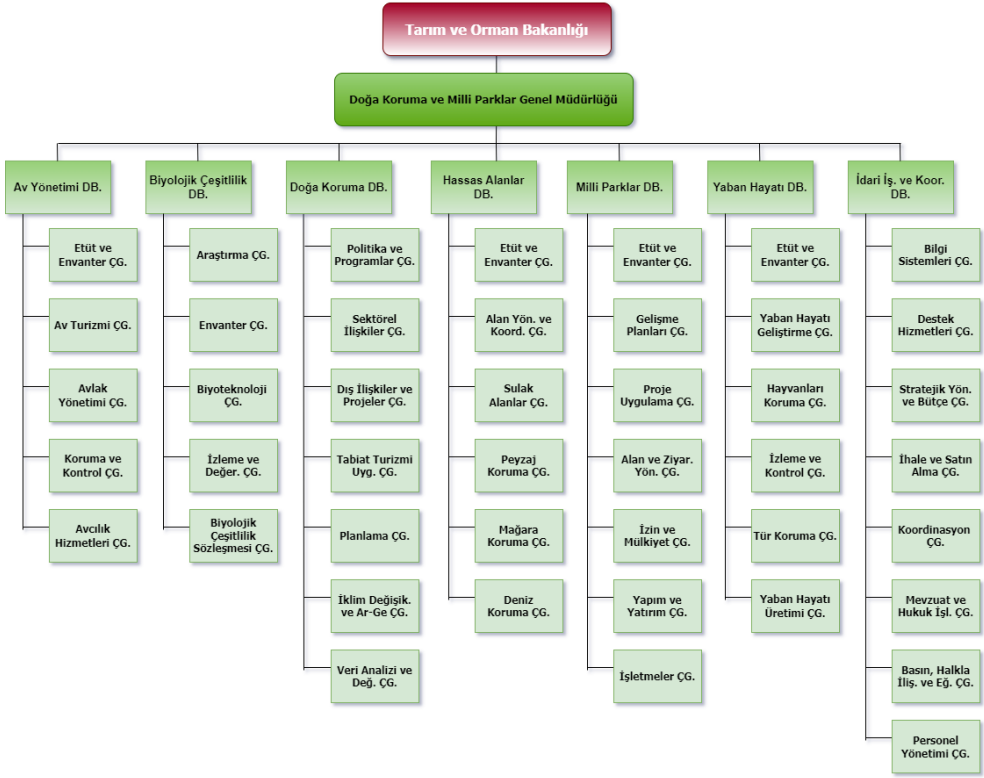 Tarım ve Orman Bakanlığı
Doğa Koruma ve Milli Parklar Genel Müdürlüğü
Av Yönetimi DB.
Etüt ve
Envanter ÇG.
Av Turizmi ÇG.
Avlak
Yönetimi ÇG.
Koruma ve
Kontrol ÇG.
Avcılık
Hizmetleri ÇG.
Biyolojik Çeşitlilik
DB.
Araştırma ÇG.
Envanter ÇG.
Biyoteknoloji
ÇG.
İzleme ve
Değer. ÇG.
Biyolojik
Çeşitlilik
Sözleşmesi ÇG.
Doğa Koruma DB.
Politika ve
Programlar ÇG.
Sektörel
İlişkiler ÇG.
Dış İlişkiler ve
Projeler ÇG.
Tabiat Turizmi
Uyg. ÇG.
Planlama ÇG.
İklim Değişik.
ve Ar-Ge ÇG.
Veri Analizi ve
Değ. ÇG.
Hassas Alanlar
DB.
Etüt ve
Envanter ÇG.
Alan Yön. ve
Koord. ÇG.
Sulak
Alanlar ÇG.
Peyzaj
Koruma ÇG.
Mağara
Koruma ÇG.
Deniz
Koruma ÇG.
Milli Parklar DB.
Etüt ve
Envanter ÇG.
Gelişme
Planları ÇG.
Proje
Uygulama ÇG.
Alan ve Ziyar.
Yön. ÇG.
İzin ve
Mülkiyet ÇG.
Yapım ve
Yatırım ÇG.
İşletmeler ÇG.
Yaban Hayatı DB.
Etüt ve
Envanter ÇG.
Yaban Hayatı
Geliştirme ÇG.
Hayvanları
Koruma ÇG.
İzleme ve
Kontrol ÇG.
Tür Koruma ÇG.
Yaban Hayatı
Üretimi ÇG.
İdari İş. ve Koor.
DB.
Bilgi
Sistemleri ÇG.
Destek
Hizmetleri ÇG.
Stratejik Yön.
ve Bütçe ÇG.
İhale ve Satın
Alma ÇG.
Koordinasyon
ÇG.
Mevzuat ve
Hukuk İşl. ÇG.
Basın, Halkla
İliş. ve Eğ. ÇG.
Personel
Yönetimi ÇG.